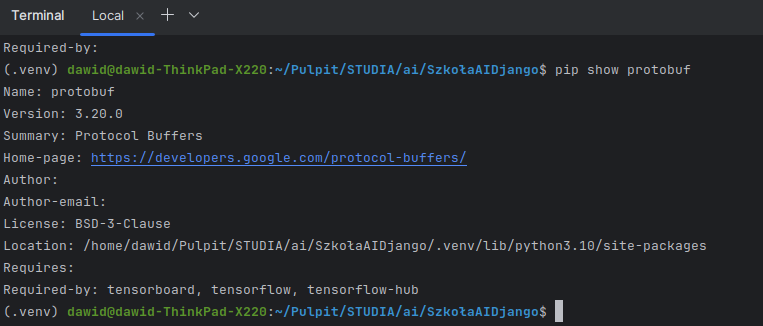 Terminal Local
Required-by:
(.venv) dawid@dawid-ThinkPad-X220:~/Pulpit/STUDIA/ai/SzkołaAIDjango$ pip show protobuf
Name: protobuf
Version: 3.20.0
Summary: Protocol Buffers
Home-page: https://developers.google.com/protocol-buffers/
Author:
Author-email:
License: BSD-3-Clause
Location: /home/dawid/Pulpit/STUDIA/ai/SzkołaAIDjango/.venv/lib/python3.10/site-packages
Requires:
Required-by: tensorboard, tensorflow, tensorflow-hub
(.venv) dawid@dawid-ThinkPad-X220:~/Pulpit/STUDIA/ai/SzkołaAIDjango$